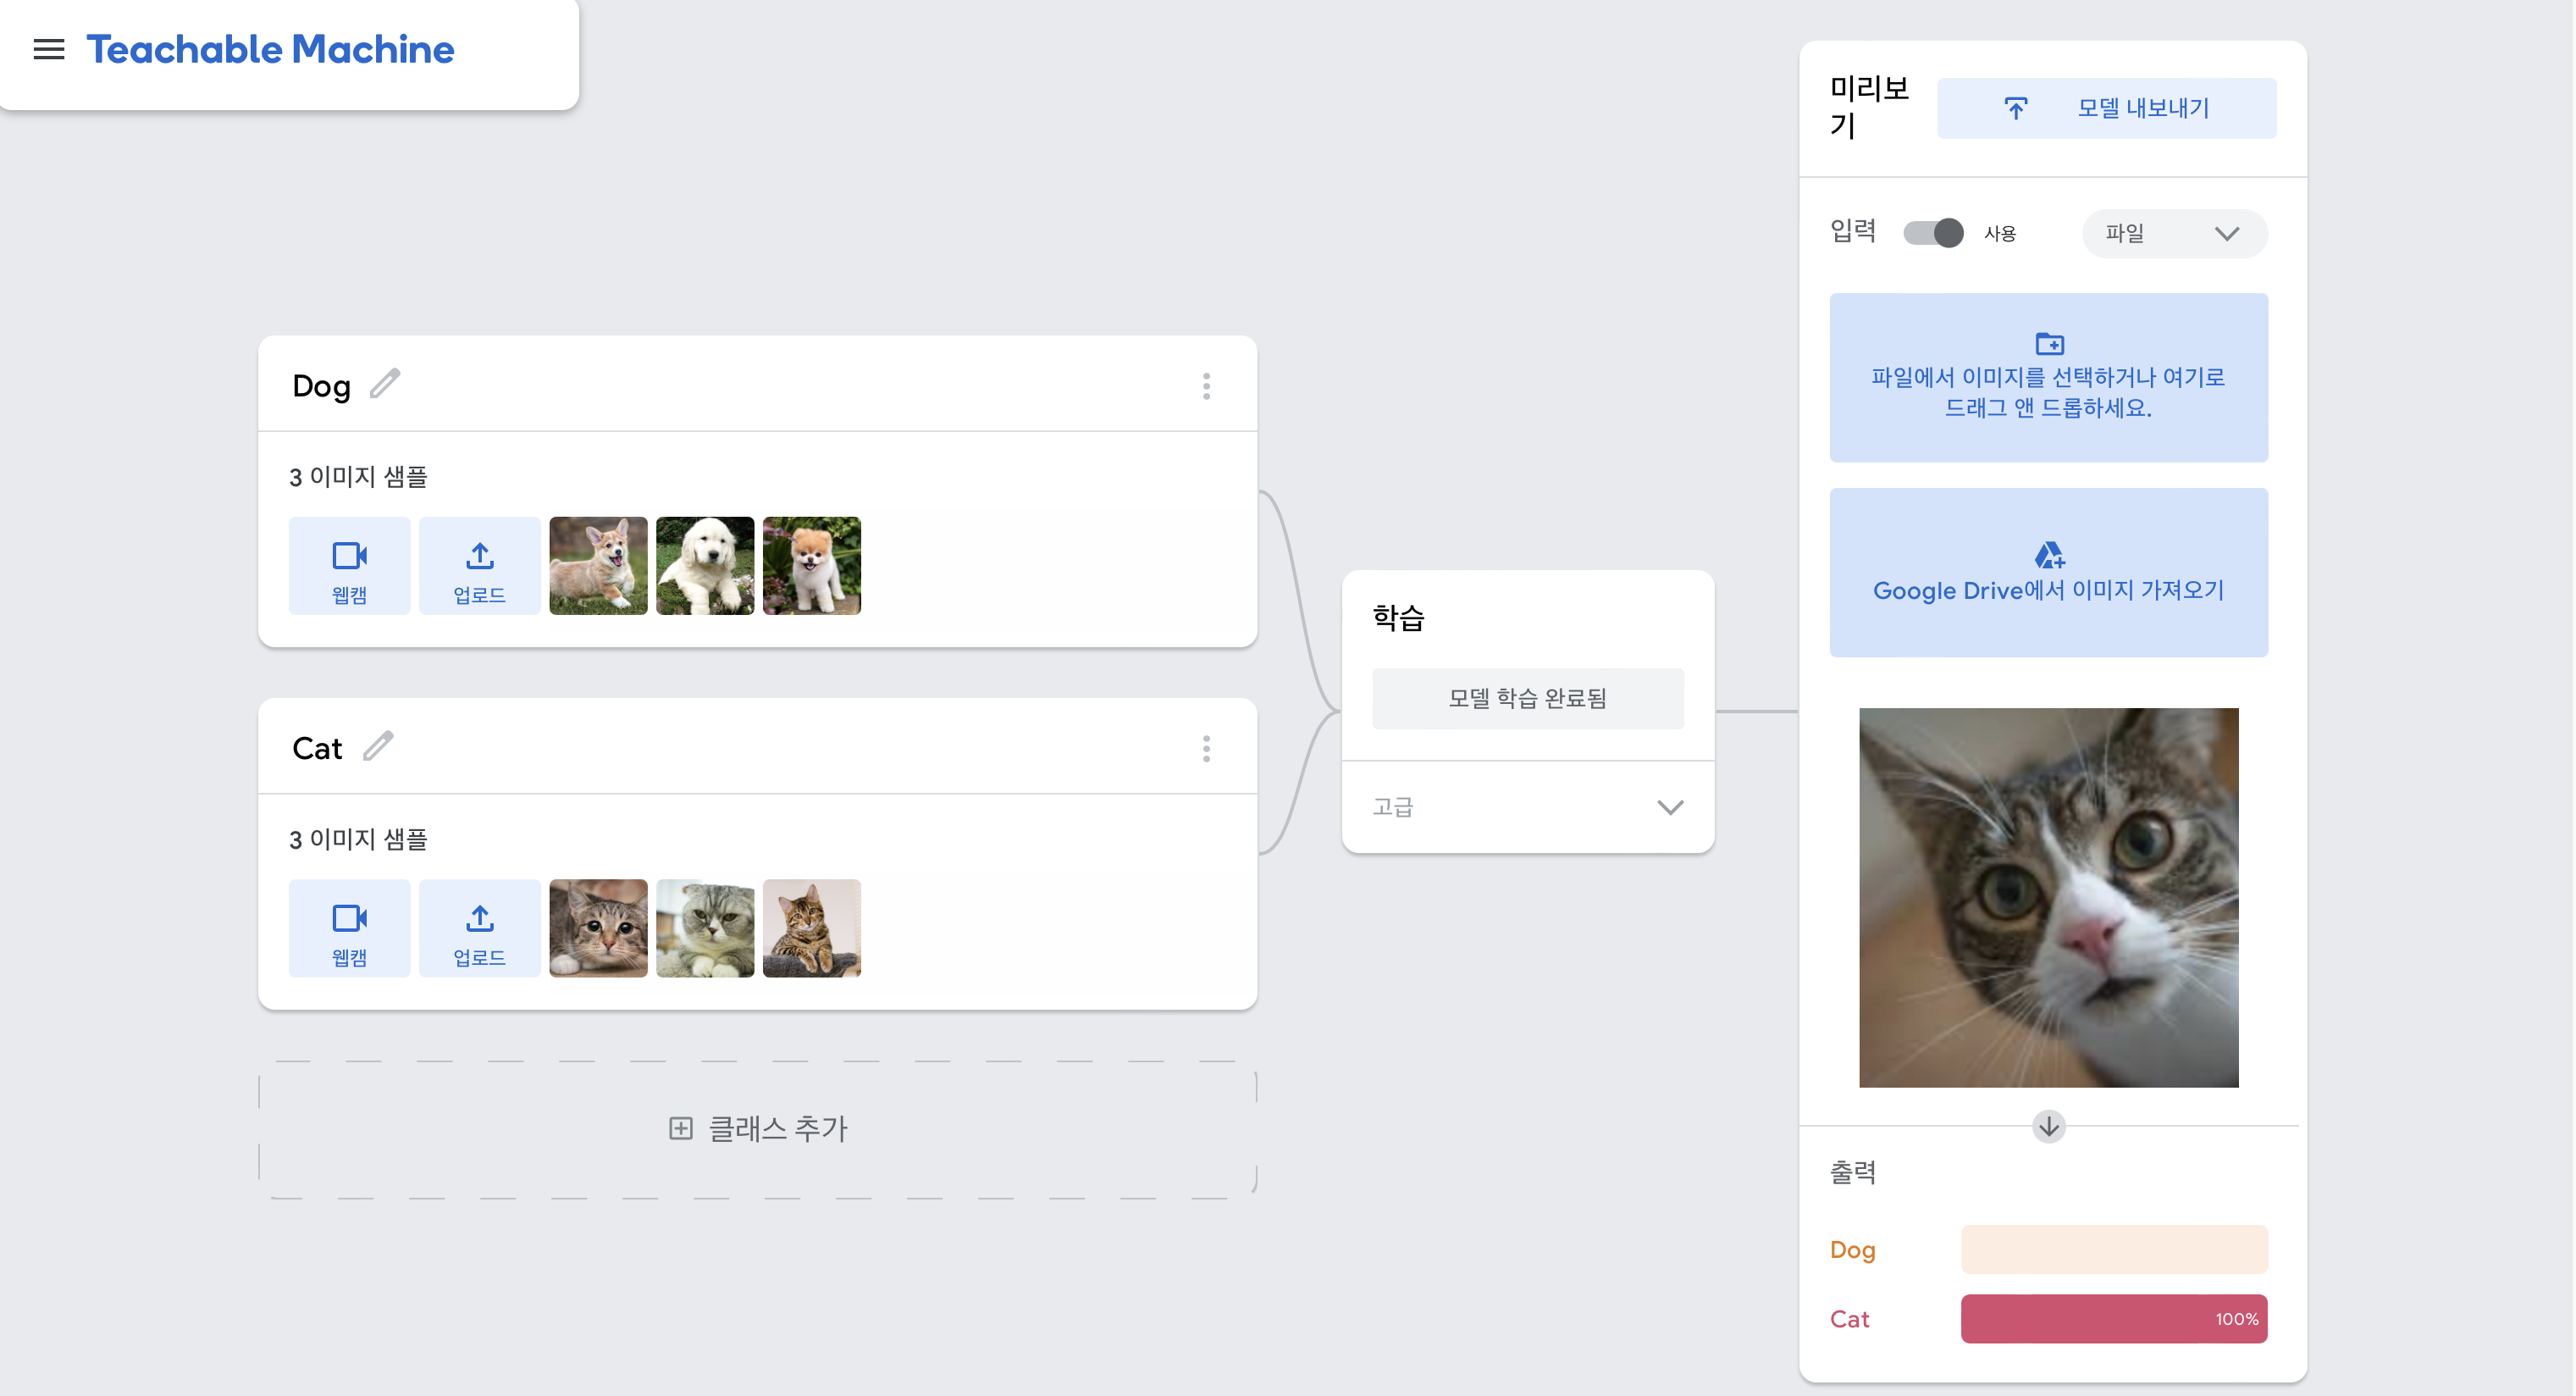 Teachable Machine
Dog
3 이미지 샘플
웹캠
업로드
Cat
3 이미지 샘플
웹캠
업로드
클래스 추가
학습
모델 학습 완료됨
고급
미리보
기
모델 내보내기
입력
사용
파일
파일에서 이미지를 선택하거나 여기로
드래그 앤 드롭하세요.
Google Drive에서 이미지 가져오기
출력
Dog
Cat
100%